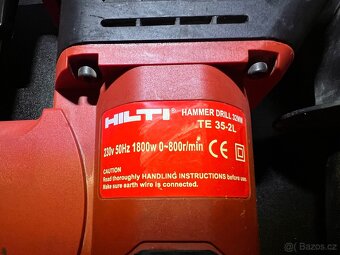 HILTI HAMMER DRILL 32MM
TE 35-2L
230v 50Hz 1800w 0~800r/min
CE
CAUTION
Read thoroughly HANDLING INSTRUCTIONS before use.
Make sure earth wire is connected.
Bazos.cz